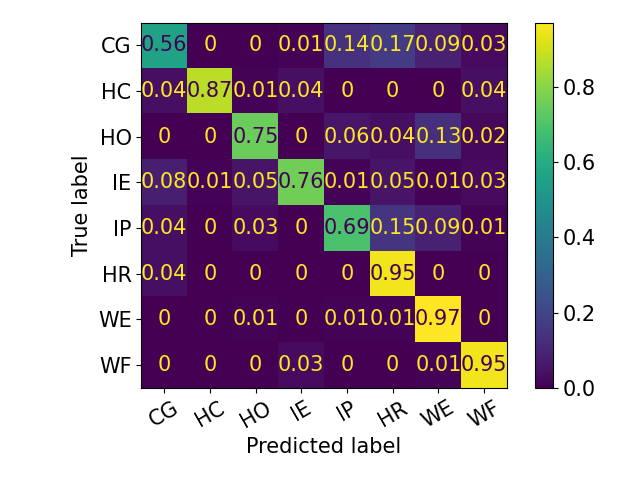 CG 0.56 0 0 0.01 0.14 0.17 0.09 0.03
HC 0.04 0.87 0.01 0.04 0 0 0 0.04
HO 0 0 0.75 0 0.06 0.04 0.13 0.02
IE 0.08 0.01 0.05 0.76 0.01 0.05 0.01 0.03
IP 0.04 0 0.03 0 0.69 0.15 0.09 0.01
HR 0.04 0 0 0 0 0.95 0 0
WE 0 0 0.01 0 0.01 0.01 0.97 0
WF 0 0 0 0.03 0 0 0.01 0.95
CG HC HO IE IP HR WE WF
Predicted label
True label
0.8
0.6
0.4
0.2
0.0